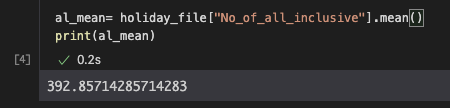 al_mean= holiday_file["No_of_all_inclusive"].mean()
print(al_mean)
[4] ✓ 0.2s
392.85714285714283